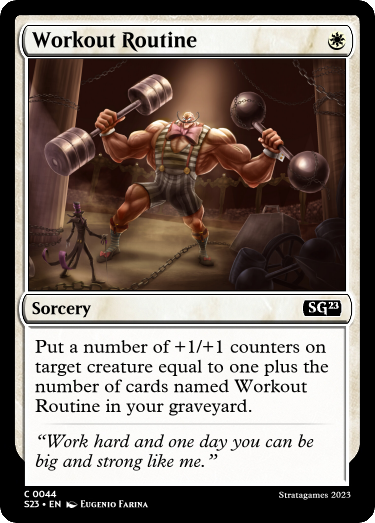 Workout Routine
Sorcery
SG23
Put a number of +1/+1 counters on
target creature equal to one plus the
number of cards named Workout
Routine in your graveyard.
“Work hard and one day you can be
big and strong like me.”
C 0044
S23 • EN Eugenio Farina
Stratagames 2023